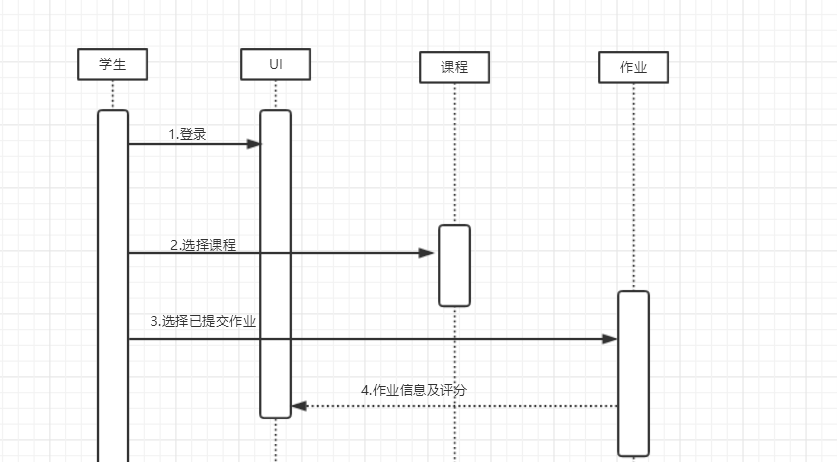 学生
UI
课程
作业
1.登录
2.选择课程
3.选择已提交作业
4.作业信息及评分